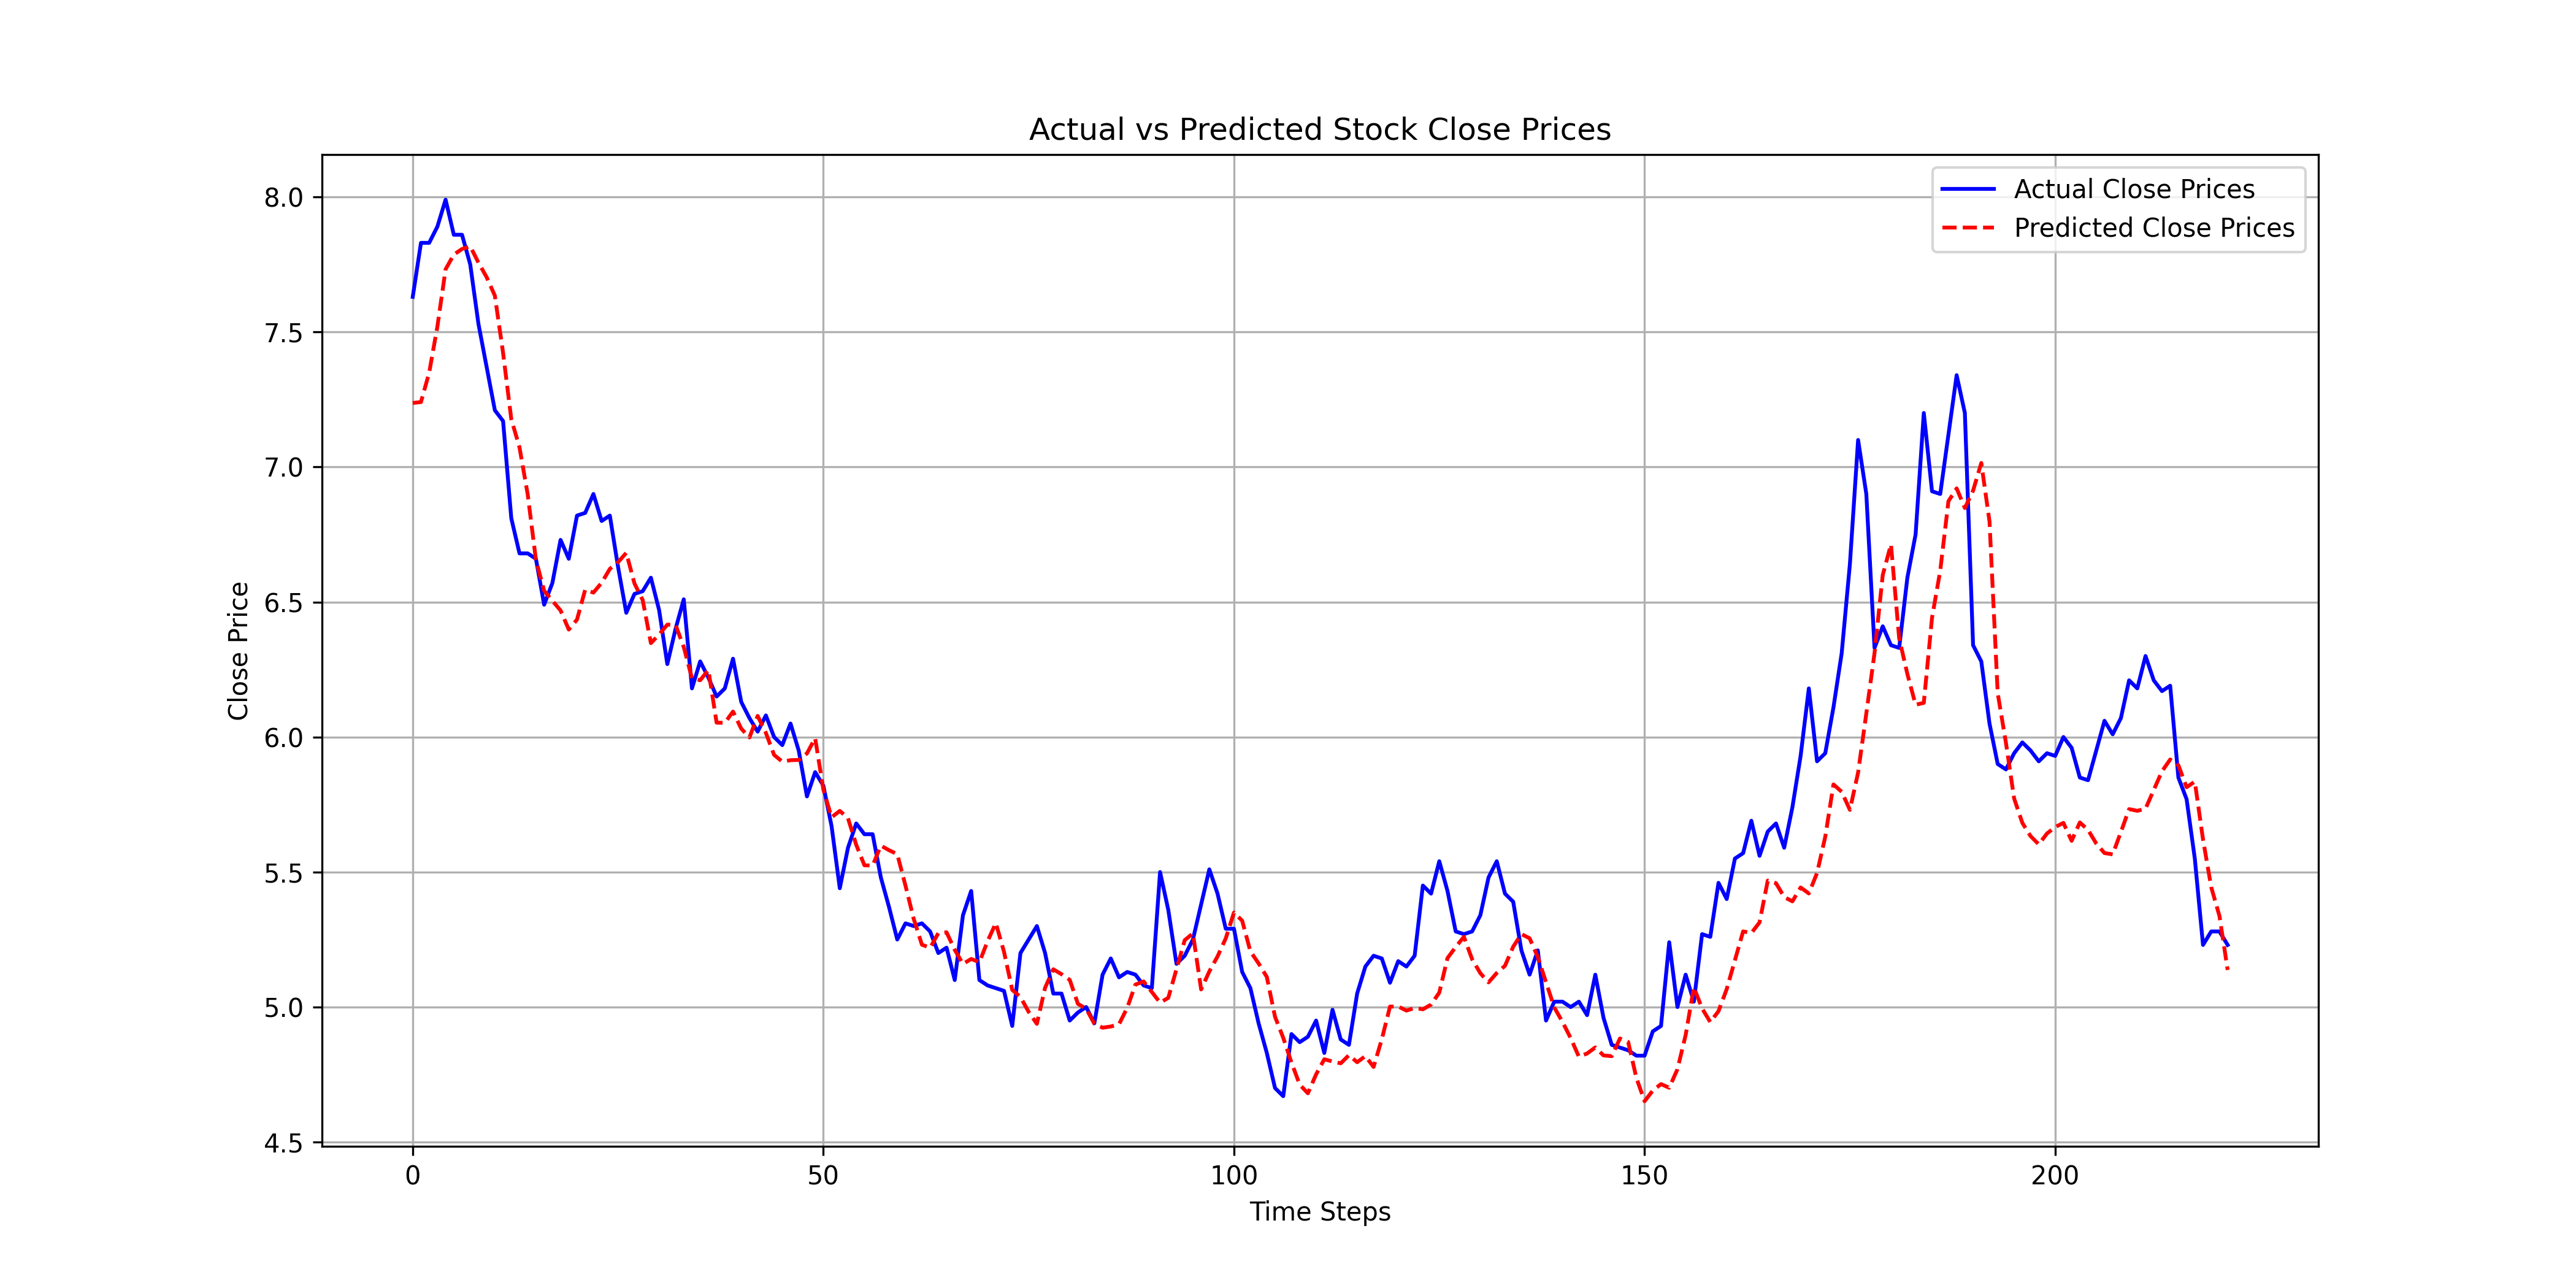 Actual vs Predicted Stock Close Prices
Actual Close Prices
Predicted Close Prices
Close Price
8.0
7.5
7.0
6.5
6.0
5.5
5.0
4.5
0 50 100 150 200
Time Steps